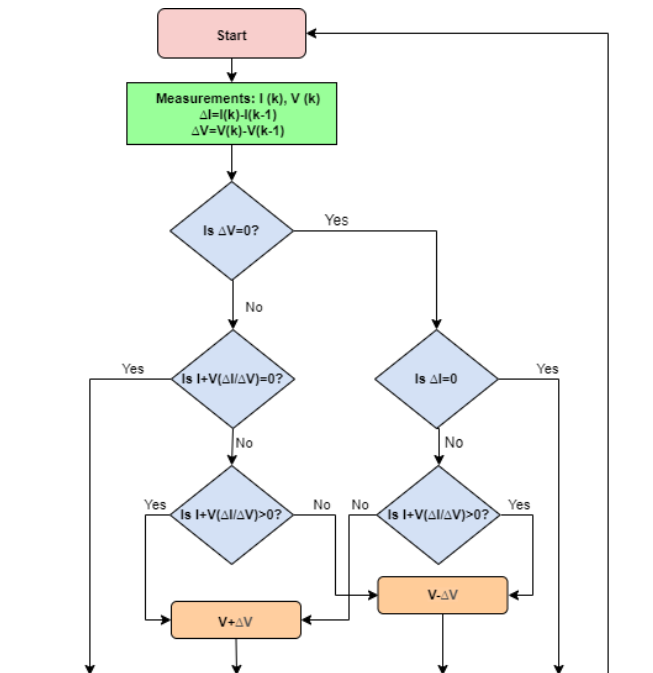 Start
Measurements: I (k), V (k)
∆I=I(k)-I(k-1)
∆V=V(k)-V(k-1)
Is ∆V=0?
Yes
No
Yes
Is I+V(∆I/∆V)=0?
Is ∆I=0
Yes
No
No
Yes
Is I+V(∆I/∆V)>0?
No
No
Is I+V(∆I/∆V)>0?
Yes
V-∆V
V+∆V